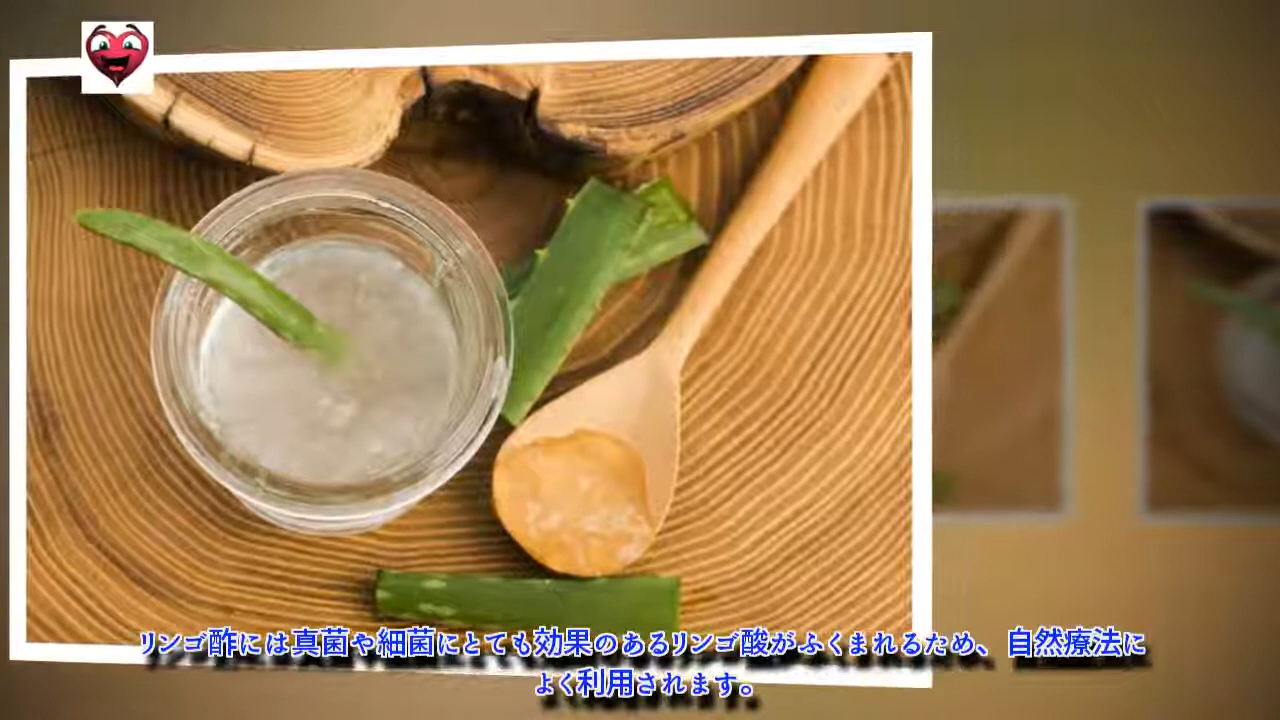 リンゴ酢には真菌や細菌にとても効果のあるリンゴ酸がふくまれるため、自然療法に
よく利用されます。